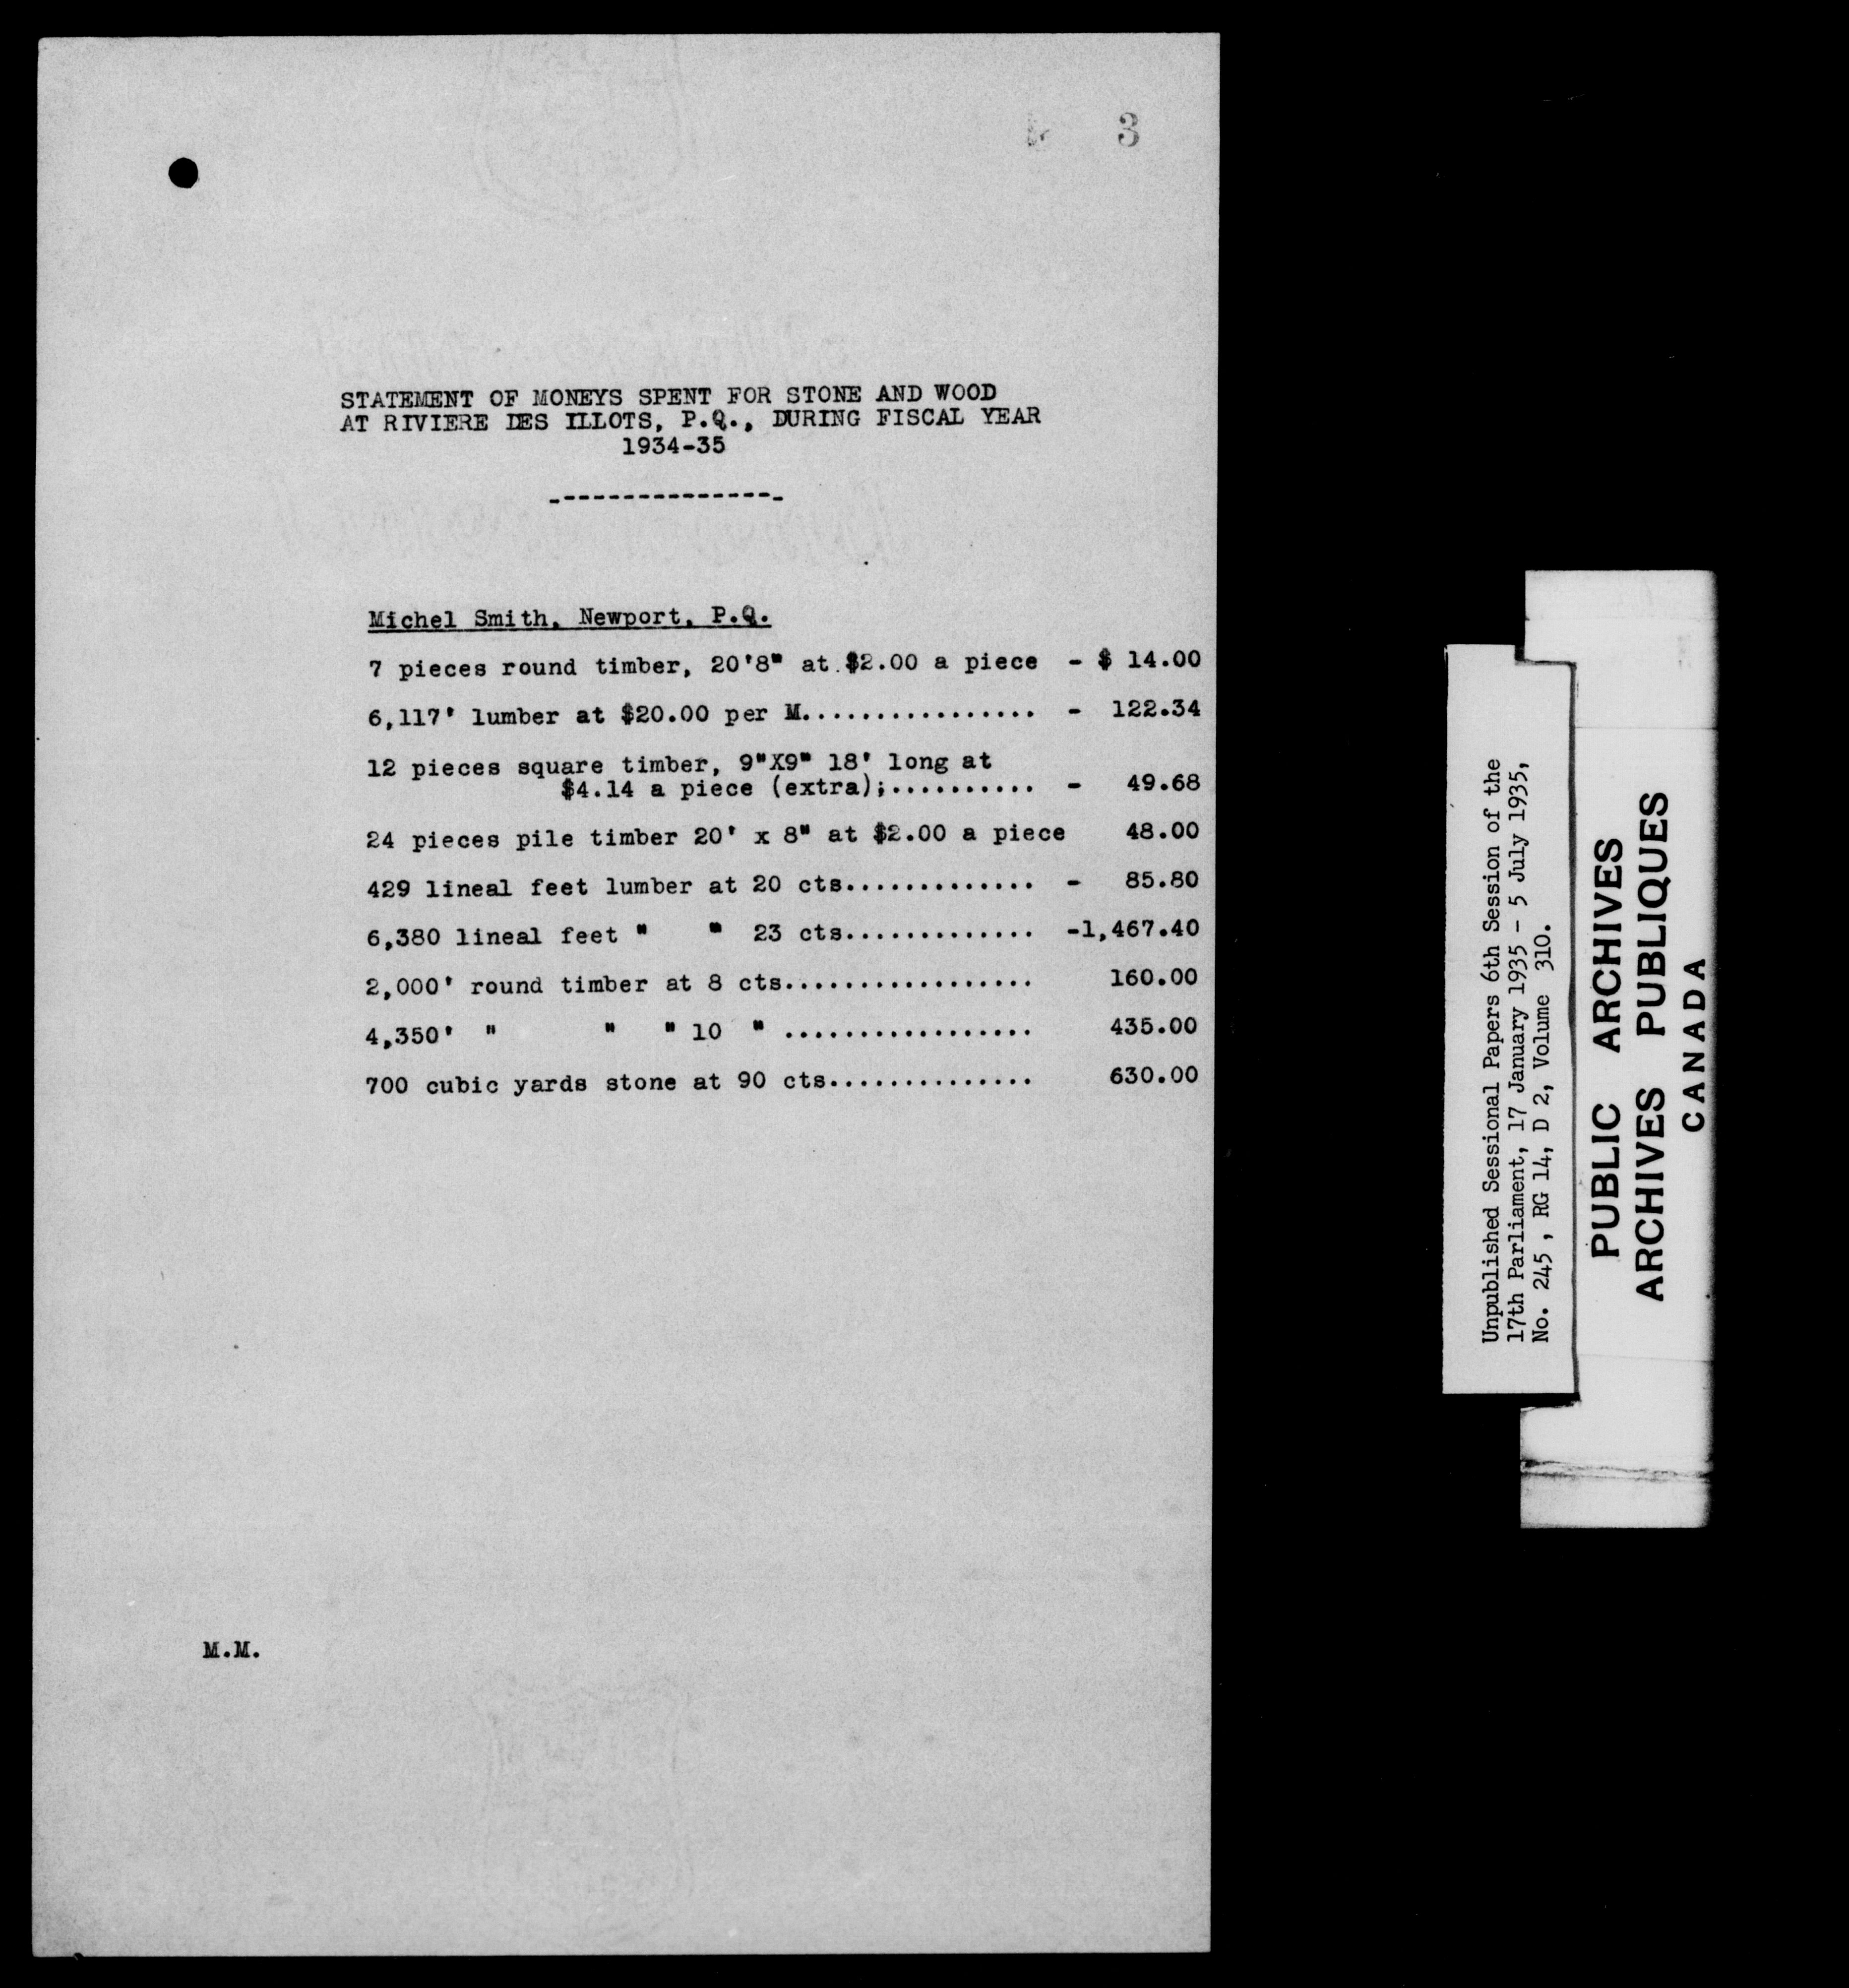 3
STATEMENT OF MONEYS SPENT FOR STONE AND WOOD
AT RIVIERE DES ILLOTS, P.Q., DURING FISCAL YEAR
1934-35
----------------
Michel Smith, Newport, P.Q.
7 pieces round timber, 20'8" at $2.00 a piece - $ 14.00
6,117' lumber at $20.00 per M................ - 122.34
12 pieces square timber, 9"X9" 18' long at
$4.14 a piece (extra);.......... - 49.68
24 pieces pile timber 20' x 8" at $2.00 a piece 48.00
429 lineal feet lumber at 20 cts............. - 85.80
6,380 lineal feet " " 23 cts............. -1,467.40
2,000' round timber at 8 cts................. 160.00
4,350' " " " 10 " ................. 435.00
700 cubic yards stone at 90 cts.............. 630.00
M.M.
Unpublished Sessional Papers 6th Session of the
17th Parliament, 17 January 1935 - 5 July 1935,
No. 245 , RG 14, D 2, Volume 310.
PUBLIC ARCHIVES
ARCHIVES PUBLIQUES
CANADA